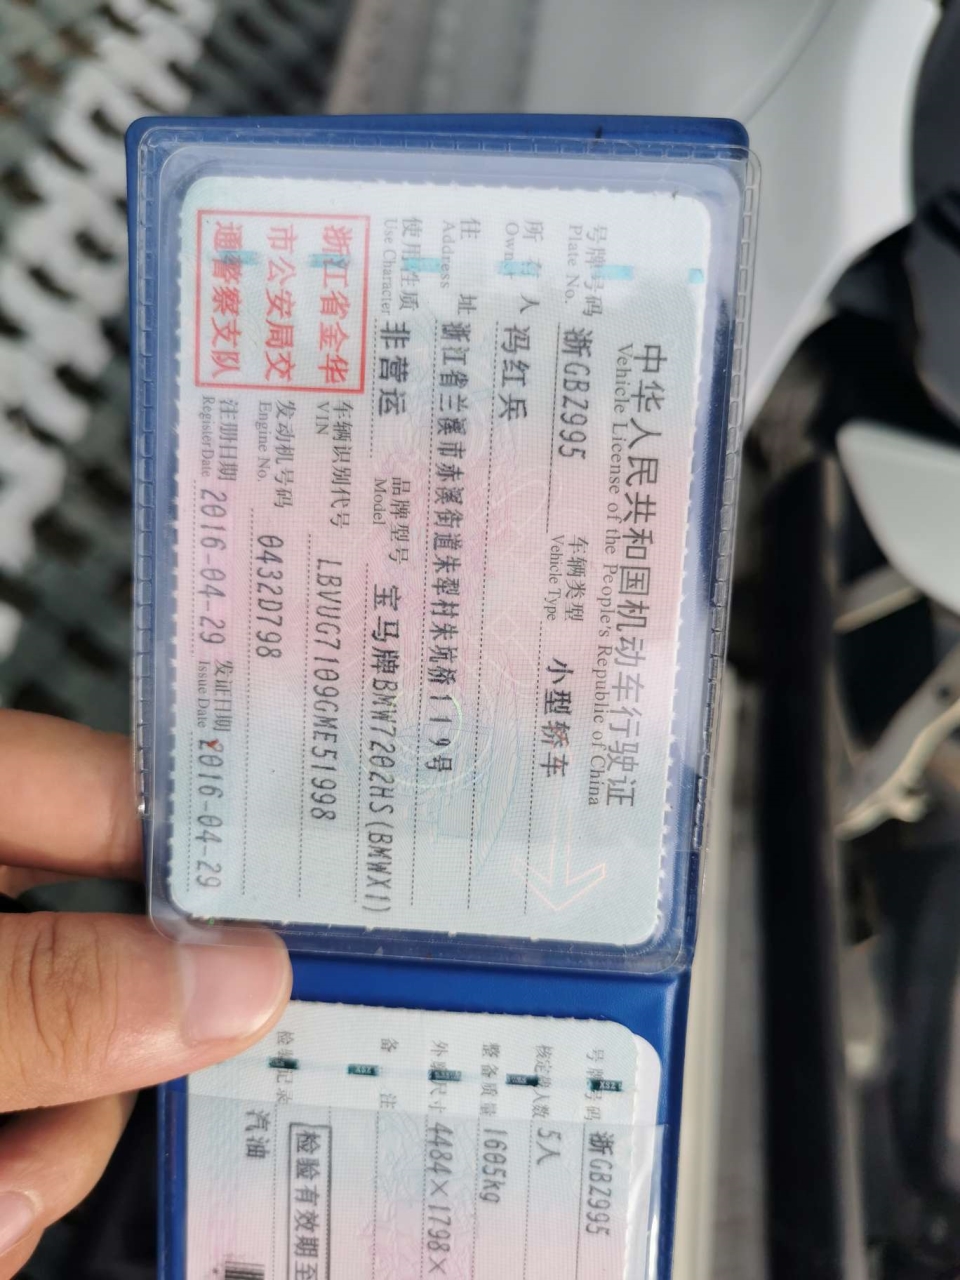 中华人民共和国机动车行驶证
Vehicle License of the People's Republic of China
号牌号码 浙GBZ995 车辆类型 小型轿车
Plate No. Vehicle Type
所有人 冯红兵
Owner
住址 浙江省兰溪市赤溪街道朱犁村朱坑桥119号
Address
使用性质 非营运 品牌型号 宝马牌BMW7202HS(BMWX1)
Use Character Model
浙江省金华
市公安局交
通警察支队
车辆识别代号 LBVUG7109GME51998
VIN
发动机号码 0432D798
Engine No.
注册日期 2016-04-29 发证日期 2016-04-29
Register Date Issue Date
号牌号码 浙GBZ995
核定载人数 5人
整备质量 1605kg
外廓尺寸 4484×1798×
备注
检验有效期至
检验记录
汽油